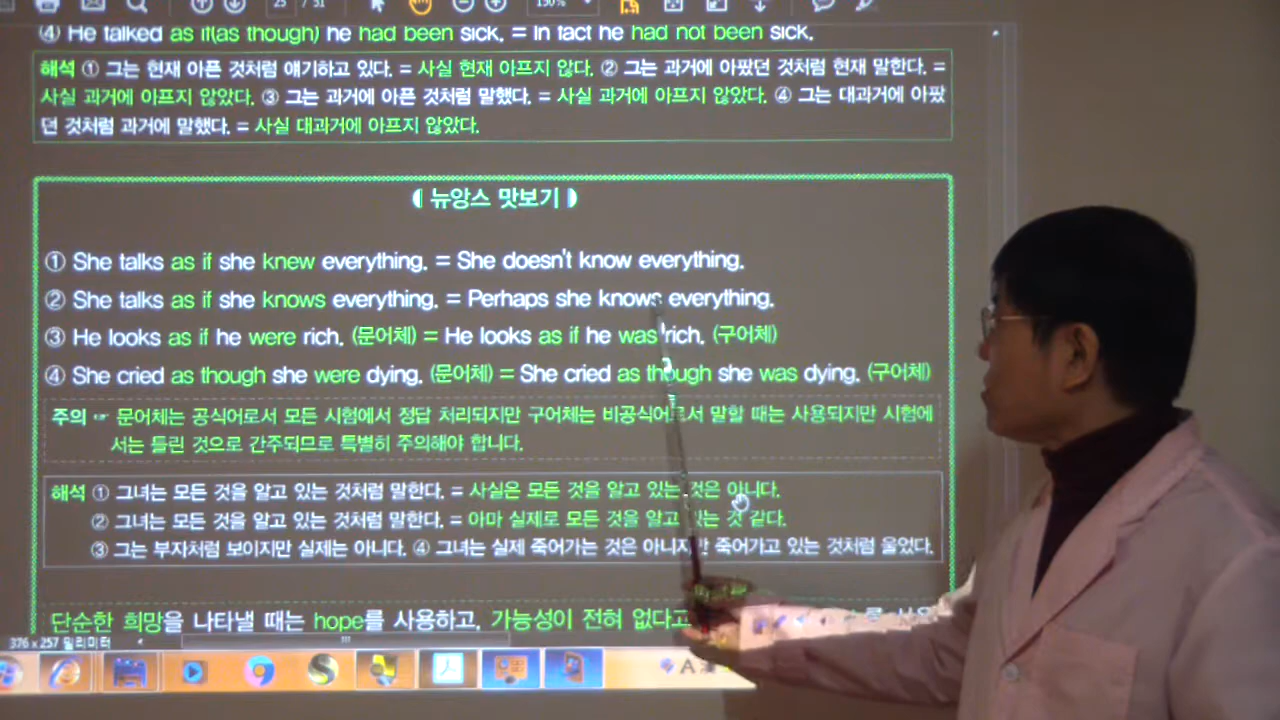 25 / 51
150%
④ He talked as if(as though) he had been sick. = In fact he had not been sick.
해석 ① 그는 현재 아픈 것처럼 얘기하고 있다. = 사실 현재 아프지 않다. ② 그는 과거에 아팠던 것처럼 현재 말한다. =
사실 과거에 아프지 않았다. ③ 그는 과거에 아픈 것처럼 말했다. = 사실 과거에 아프지 않았다. ④ 그는 대과거에 아팠
던 것처럼 과거에 말했다. = 사실 대과거에 아프지 않았다.
뉴앙스 맛보기
① She talks as if she knew everything. = She doesn't know everything.
② She talks as if she knows everything. = Perhaps she knows everything.
③ He looks as if he were rich. (문어체) = He looks as if he was rich. (구어체)
④ She cried as though she were dying. (문어체) = She cried as though she was dying. (구어체)
주의 ☞ 문어체는 공식어로서 모든 시험에서 정답 처리되지만 구어체는 비공식어로서 말할 때는 사용되지만 시험에
서는 틀린 것으로 간주되므로 특별히 주의해야 합니다.
해석 ① 그녀는 모든 것을 알고 있는 것처럼 말한다. = 사실은 모든 것을 알고 있는 것은 아니다.
② 그녀는 모든 것을 알고 있는 것처럼 말한다. = 아마 실제로 모든 것을 알고 있는 것 같다.
③ 그는 부자처럼 보이지만 실제는 아니다. ④ 그녀는 실제 죽어가는 것은 아니지만 죽어가고 있는 것처럼 울었다.
단순한 희망을 나타낼 때는 hope를 사용하고, 가능성이 전혀 없다고
376 x 257 밀리미터
A 漢